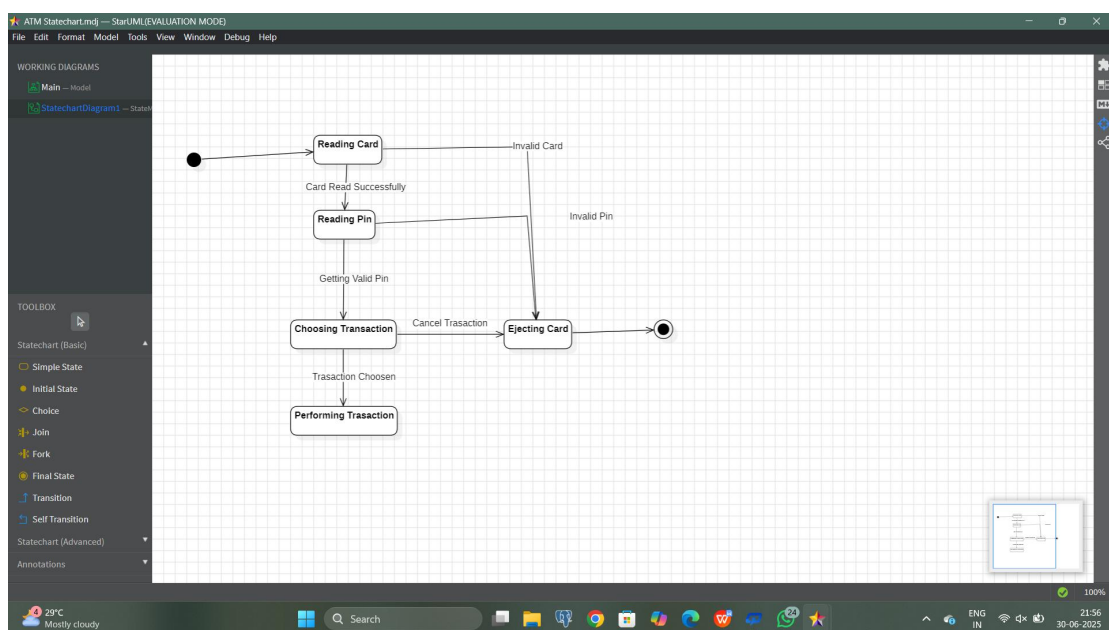 ATM Statechart.mdj — StarUML(EVALUATION MODE)
File Edit Format Model Tools View Window Debug Help
WORKING DIAGRAMS
Main — Model
StatechartDiagram1 — StateM
TOOLBOX
Statechart (Basic)
Simple State
Initial State
Choice
Join
Fork
Final State
Transition
Self Transition
Statechart (Advanced)
Annotations
Reading Card
Invalid Card
Card Read Successfully
Reading Pin
Invalid Pin
Getting Valid Pin
Choosing Transaction
Cancel Trasaction
Ejecting Card
Trasaction Choosen
Performing Trasaction
100%
4
29°C
Mostly cloudy
Search
24
ENG
IN
21:56
30-06-2025